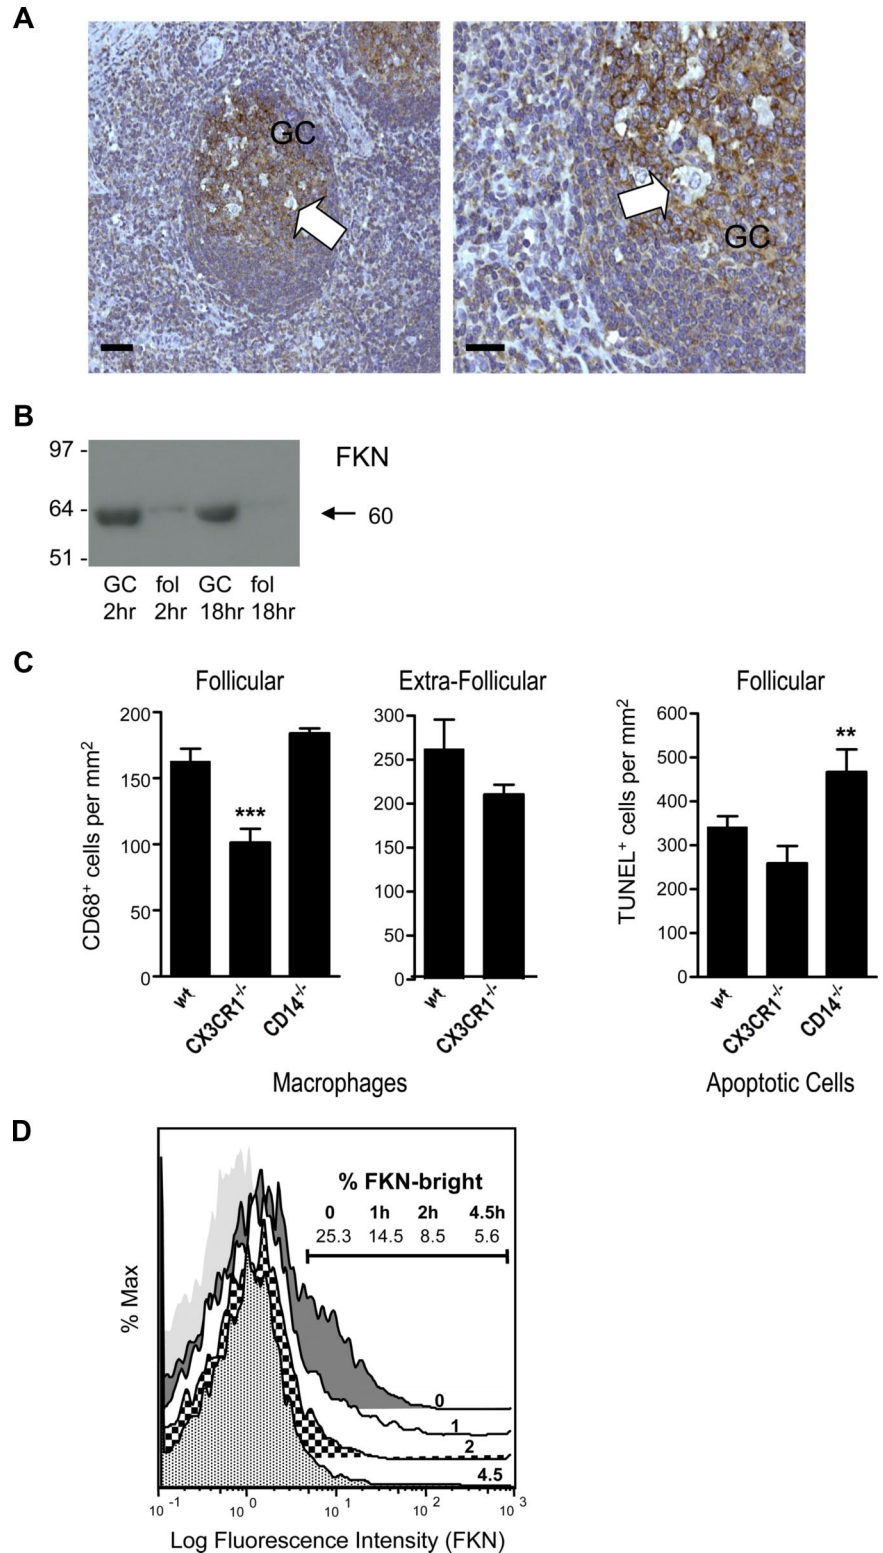 A
GC
GC
B
97 -
64 -
51 -
FKN
60
GC fol GC fol
2hr 2hr 18hr 18hr
C
Follicular
CD68⁺ cells per mm²
200
150
100
50
0
***
wt
CX3CR1⁻/⁻
CD14⁻/⁻
Extra-Follicular
300
250
200
150
100
50
0
wt
CX3CR1⁻/⁻
Macrophages
Follicular
TUNEL⁺ cells per mm²
600
500
400
300
200
100
0
**
wt
CX3CR1⁻/⁻
CD14⁻/⁻
Apoptotic Cells
D
% Max
% FKN-bright
0 1h 2h 4.5h
25.3 14.5 8.5 5.6
0
1
2
4.5
10⁻¹ 10⁰ 10¹ 10² 10³
Log Fluorescence Intensity (FKN)